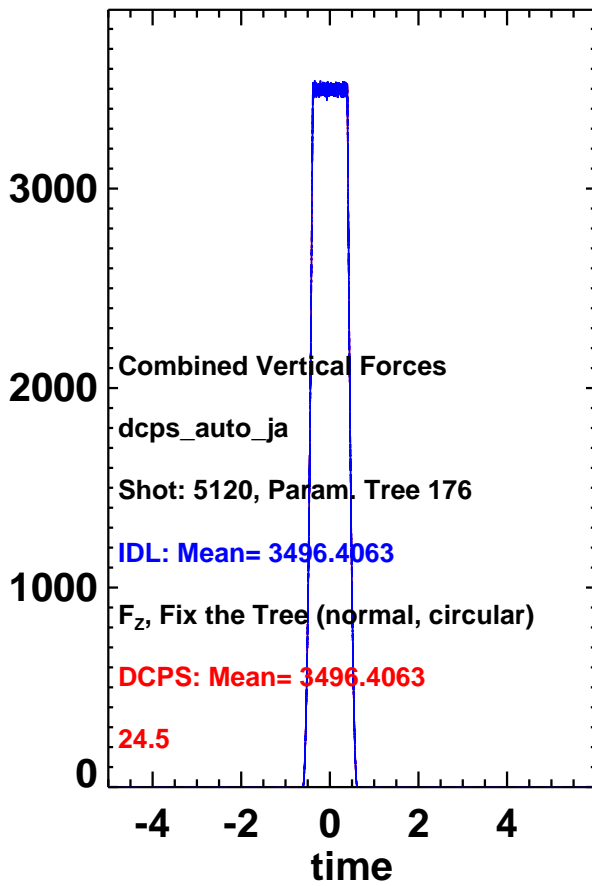 3000
2000
1000
0
Combined Vertical Forces
dcps_auto_ja
Shot: 5120, Param. Tree 176
IDL: Mean= 3496.4063
F_Z, Fix the Tree (normal, circular)
DCPS: Mean= 3496.4063
24.5
-4 -2 0 2 4
time